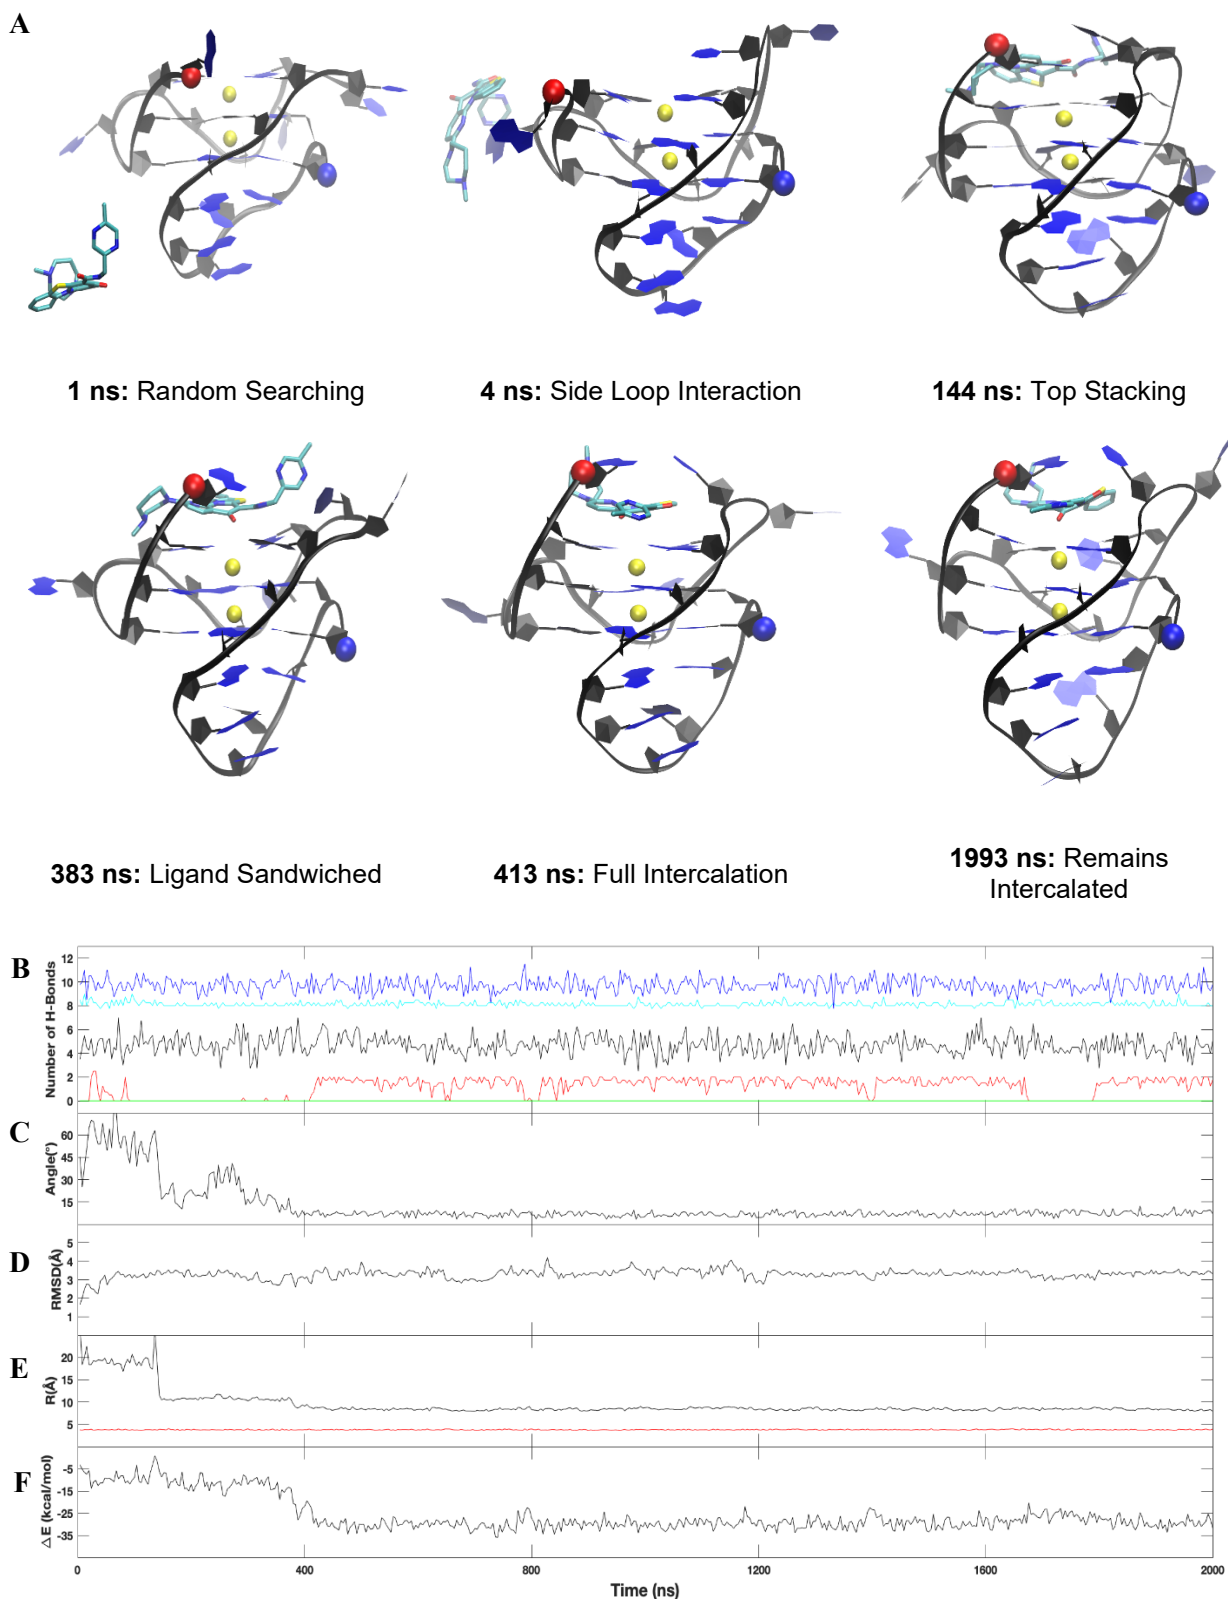 A
1 ns: Random Searching
4 ns: Side Loop Interaction
144 ns: Top Stacking
383 ns: Ligand Sandwiched
413 ns: Full Intercalation
1993 ns: Remains
Intercalated
B
Number of H-Bonds
12
10
8
6
4
2
0
C
Angle(°)
60
45
30
15
D
RMSD(Å)
5
4
3
2
1
E
R(Å)
20
15
10
5
F
△E (kcal/mol)
-5
-15
-25
-35
0
400
800
1200
1600
2000
Time (ns)